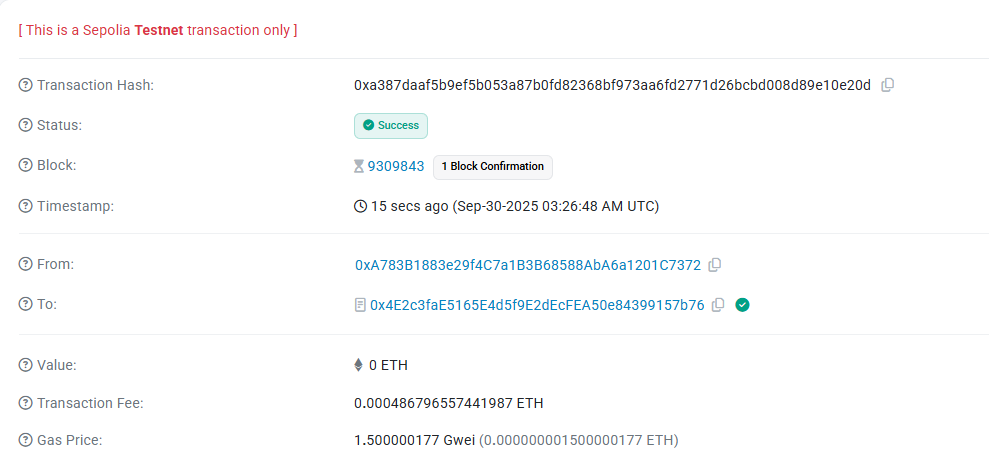 [ This is a Sepolia Testnet transaction only ]
Transaction Hash: 0xa387daaf5b9ef5b053a87b0fd82368bf973aa6fd2771d26bcbd008d89e10e20d
Status: Success
Block: 9309843 1 Block Confirmation
Timestamp: 15 secs ago (Sep-30-2025 03:26:48 AM UTC)
From: 0xA783B1883e29f4C7a1B3B68588AbA6a1201C7372
To: 0x4E2c3faE5165E4d5f9E2dEcFEA50e84399157b76
Value: 0 ETH
Transaction Fee: 0.000486796557441987 ETH
Gas Price: 1.500000177 Gwei (0.000000001500000177 ETH)